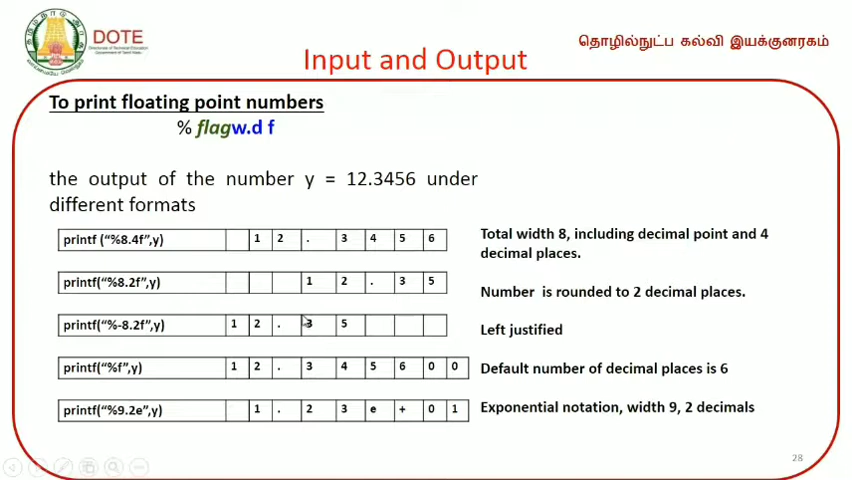 DOTE
தொழில்நுட்ப கல்வி இயக்குனரகம்
Input and Output
To print floating point numbers
% flagw.d f
the output of the number y = 12.3456 under
different formats
printf (“%8.4f”,y) 1 2 . 3 4 5 6
Total width 8, including decimal point and 4
decimal places.
printf(“%8.2f”,y) 1 2 . 3 5
Number is rounded to 2 decimal places.
printf(“%-8.2f”,y) 1 2 . 3 5
Left justified
printf(“%f”,y) 1 2 . 3 4 5 6 0 0
Default number of decimal places is 6
printf(“%9.2e”,y) 1 . 2 3 e + 0 1
Exponential notation, width 9, 2 decimals
28